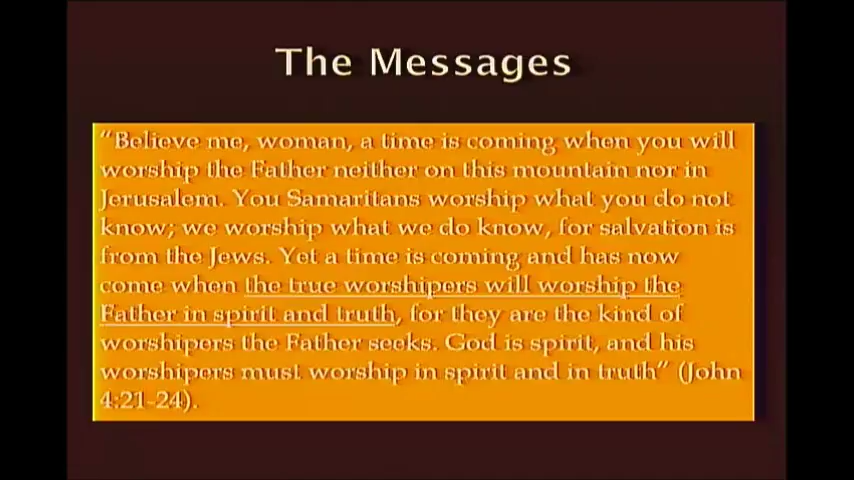 The Messages
“Believe me, woman, a time is coming when you will
worship the Father neither on this mountain nor in
Jerusalem. You Samaritans worship what you do not
know; we worship what we do know, for salvation is
from the Jews. Yet a time is coming and has now
come when the true worshipers will worship the
Father in spirit and truth, for they are the kind of
worshipers the Father seeks. God is spirit, and his
worshipers must worship in spirit and in truth” (John
4:21-24).